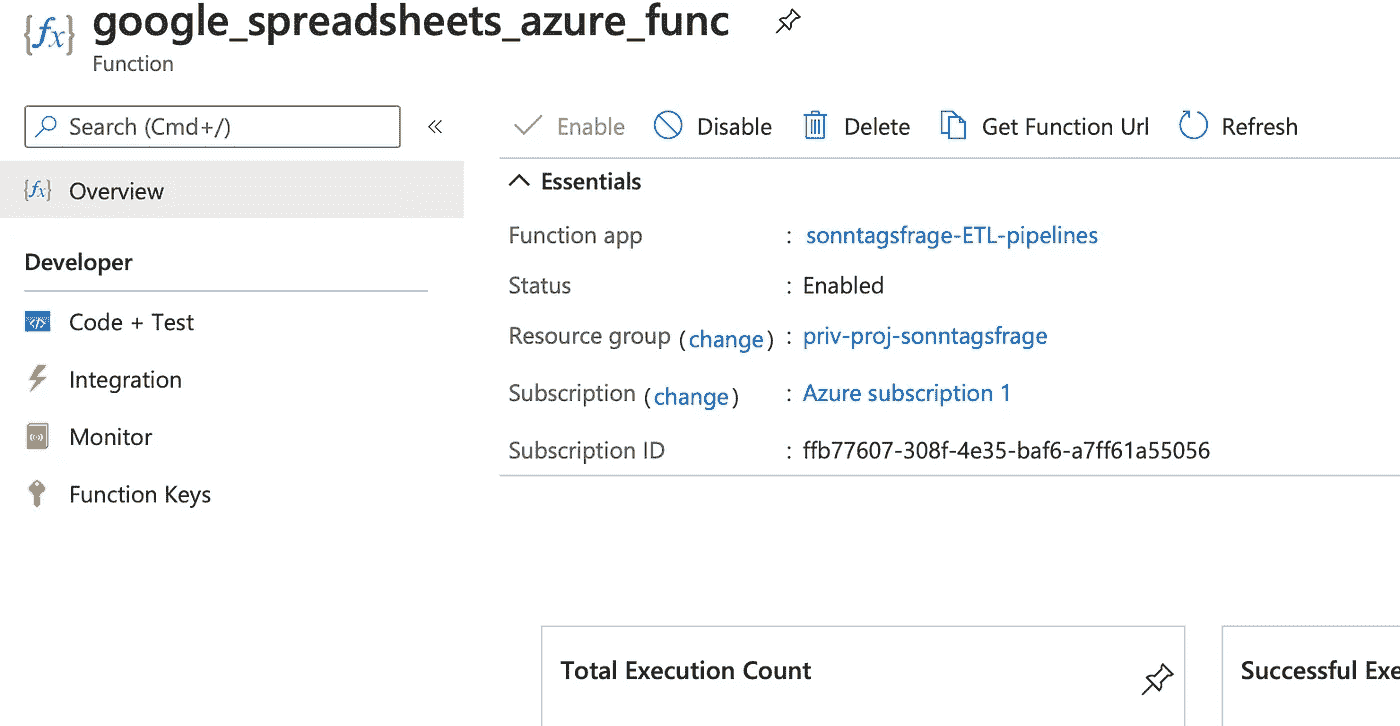 google_spreadsheets_azure_func
Function
Search (Cmd+/)
«
Enable
Disable
Delete
Get Function Url
Refresh
Overview
Developer
Code + Test
Integration
Monitor
Function Keys
Essentials
Function app : sonntagsfrage-ETL-pipelines
Status : Enabled
Resource group (change) : priv-proj-sonntagsfrage
Subscription (change) : Azure subscription 1
Subscription ID : ffb77607-308f-4e35-baf6-a7ff61a55056
Total Execution Count
Successful Exe